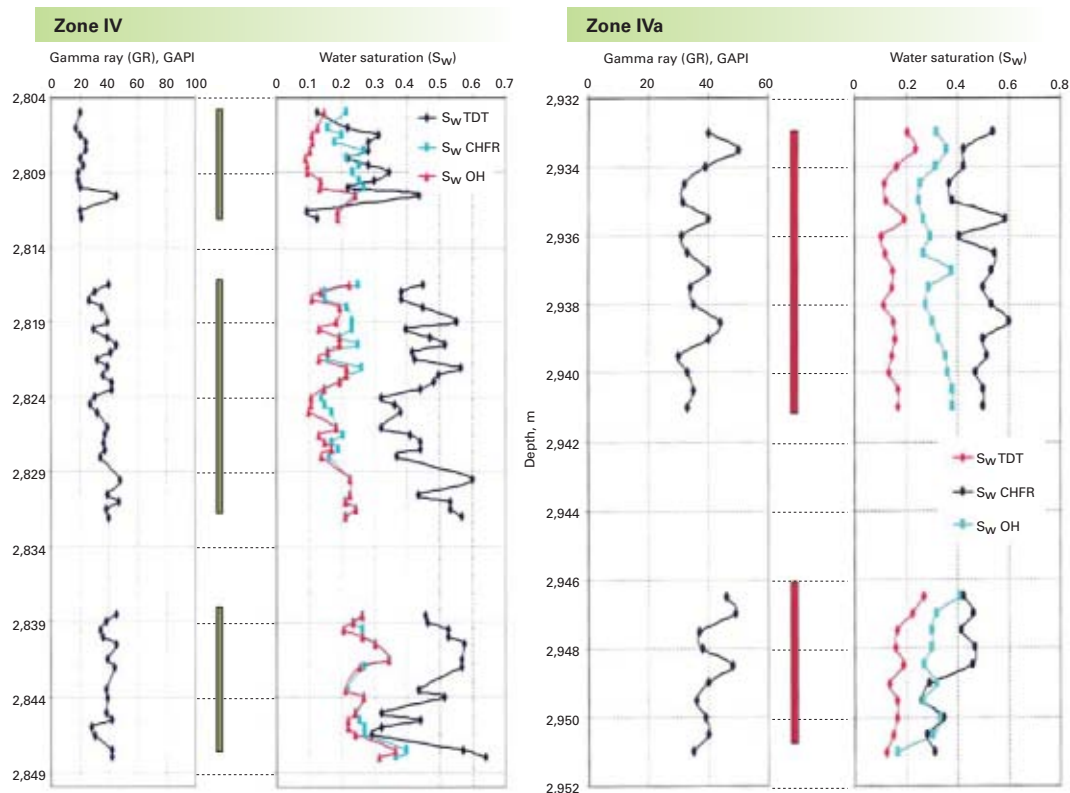 Zone IV
Gamma ray (GR), GAPI
Water saturation (Sw)
0 20 40 60 80 100
0 0.1 0.2 0.3 0.4 0.5 0.6 0.7
2,804
2,809
2,814
2,819
2,824
2,829
2,834
2,839
2,844
2,849
Sw TDT
Sw CHFR
Sw OH
Zone IVa
Gamma ray (GR), GAPI
Water saturation (Sw)
0 20 40 60
0 0.2 0.4 0.6 0.8
Depth, m
2,932
2,934
2,936
2,938
2,940
2,942
2,944
2,946
2,948
2,950
2.952
Sw TDT
Sw CHFR
Sw OH